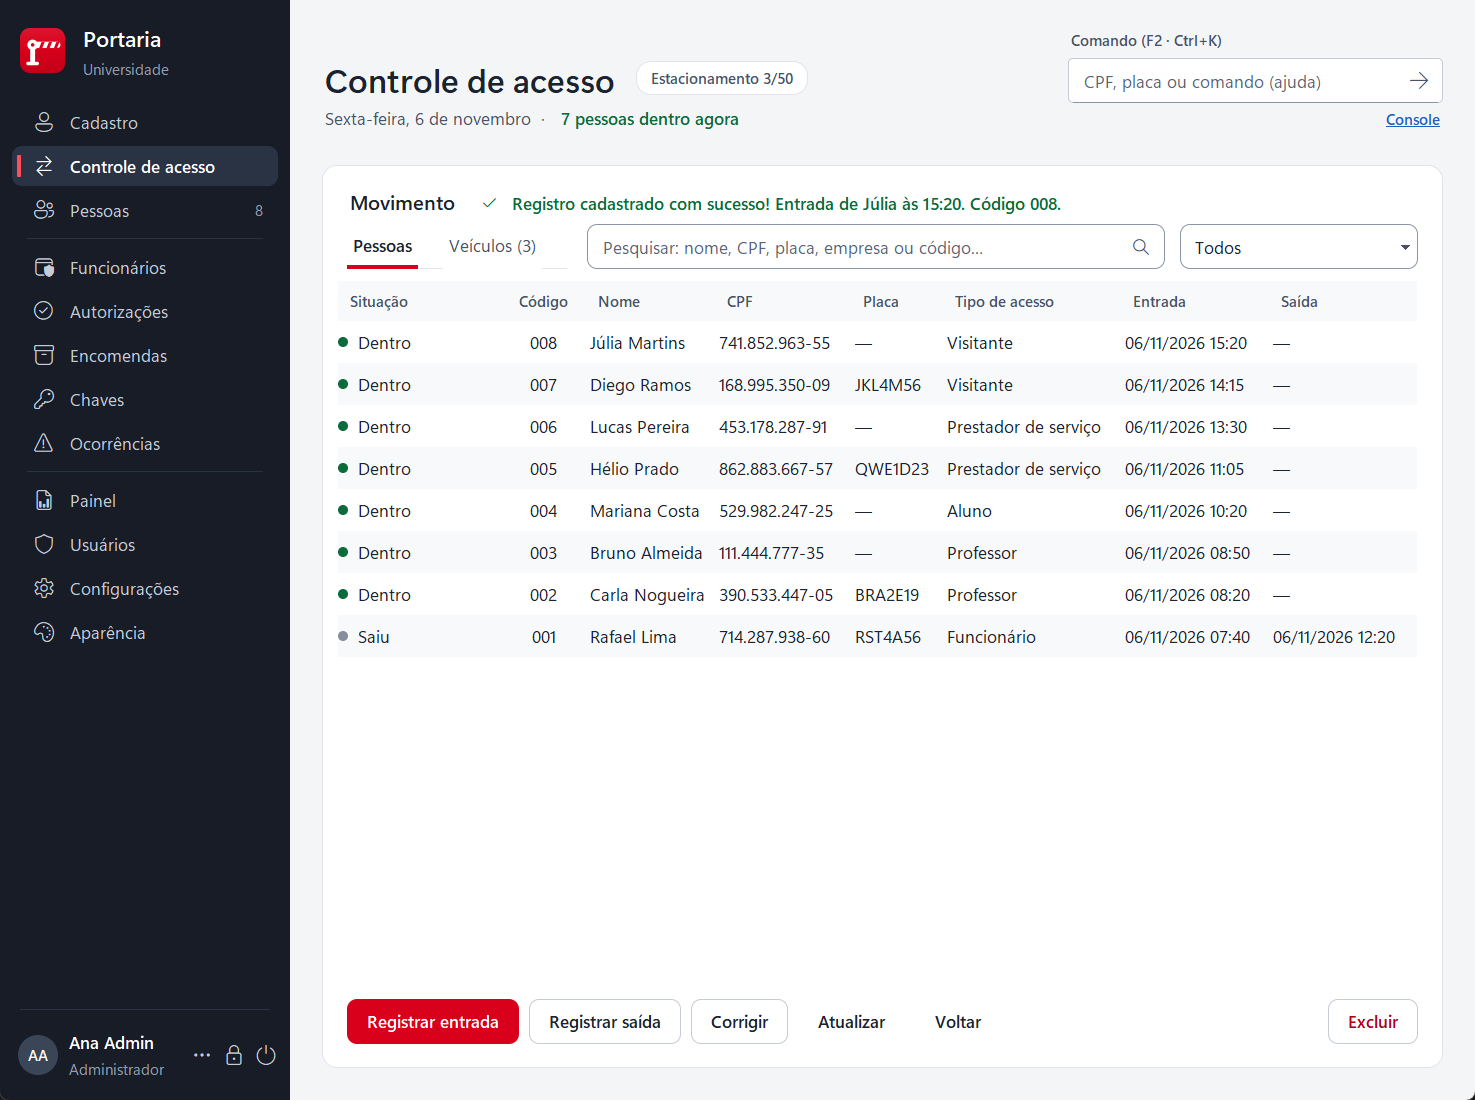 Portaria
Universidade
Cadastro
Controle de acesso
Pessoas 8
Funcionários
Autorizações
Encomendas
Chaves
Ocorrências
Painel
Usuários
Configurações
Aparência
AA
Ana Admin
Administrador
Controle de acesso
Estacionamento 3/50
Sexta-feira, 6 de novembro · 7 pessoas dentro agora
Comando (F2 · Ctrl+K)
CPF, placa ou comando (ajuda)
Console
Movimento
Registro cadastrado com sucesso! Entrada de Júlia às 15:20. Código 008.
Pessoas Veículos (3)
Pesquisar: nome, CPF, placa, empresa ou código...
Todos
Situação Código Nome CPF Placa Tipo de acesso Entrada Saída
Dentro 008 Júlia Martins 741.852.963-55 — Visitante 06/11/2026 15:20 —
Dentro 007 Diego Ramos 168.995.350-09 JKL4M56 Visitante 06/11/2026 14:15 —
Dentro 006 Lucas Pereira 453.178.287-91 — Prestador de serviço 06/11/2026 13:30 —
Dentro 005 Hélio Prado 862.883.667-57 QWE1D23 Prestador de serviço 06/11/2026 11:05 —
Dentro 004 Mariana Costa 529.982.247-25 — Aluno 06/11/2026 10:20 —
Dentro 003 Bruno Almeida 111.444.777-35 — Professor 06/11/2026 08:50 —
Dentro 002 Carla Nogueira 390.533.447-05 BRA2E19 Professor 06/11/2026 08:20 —
Saiu 001 Rafael Lima 714.287.938-60 RST4A56 Funcionário 06/11/2026 07:40 06/11/2026 12:20
Registrar entrada Registrar saída Corrigir Atualizar Voltar Excluir